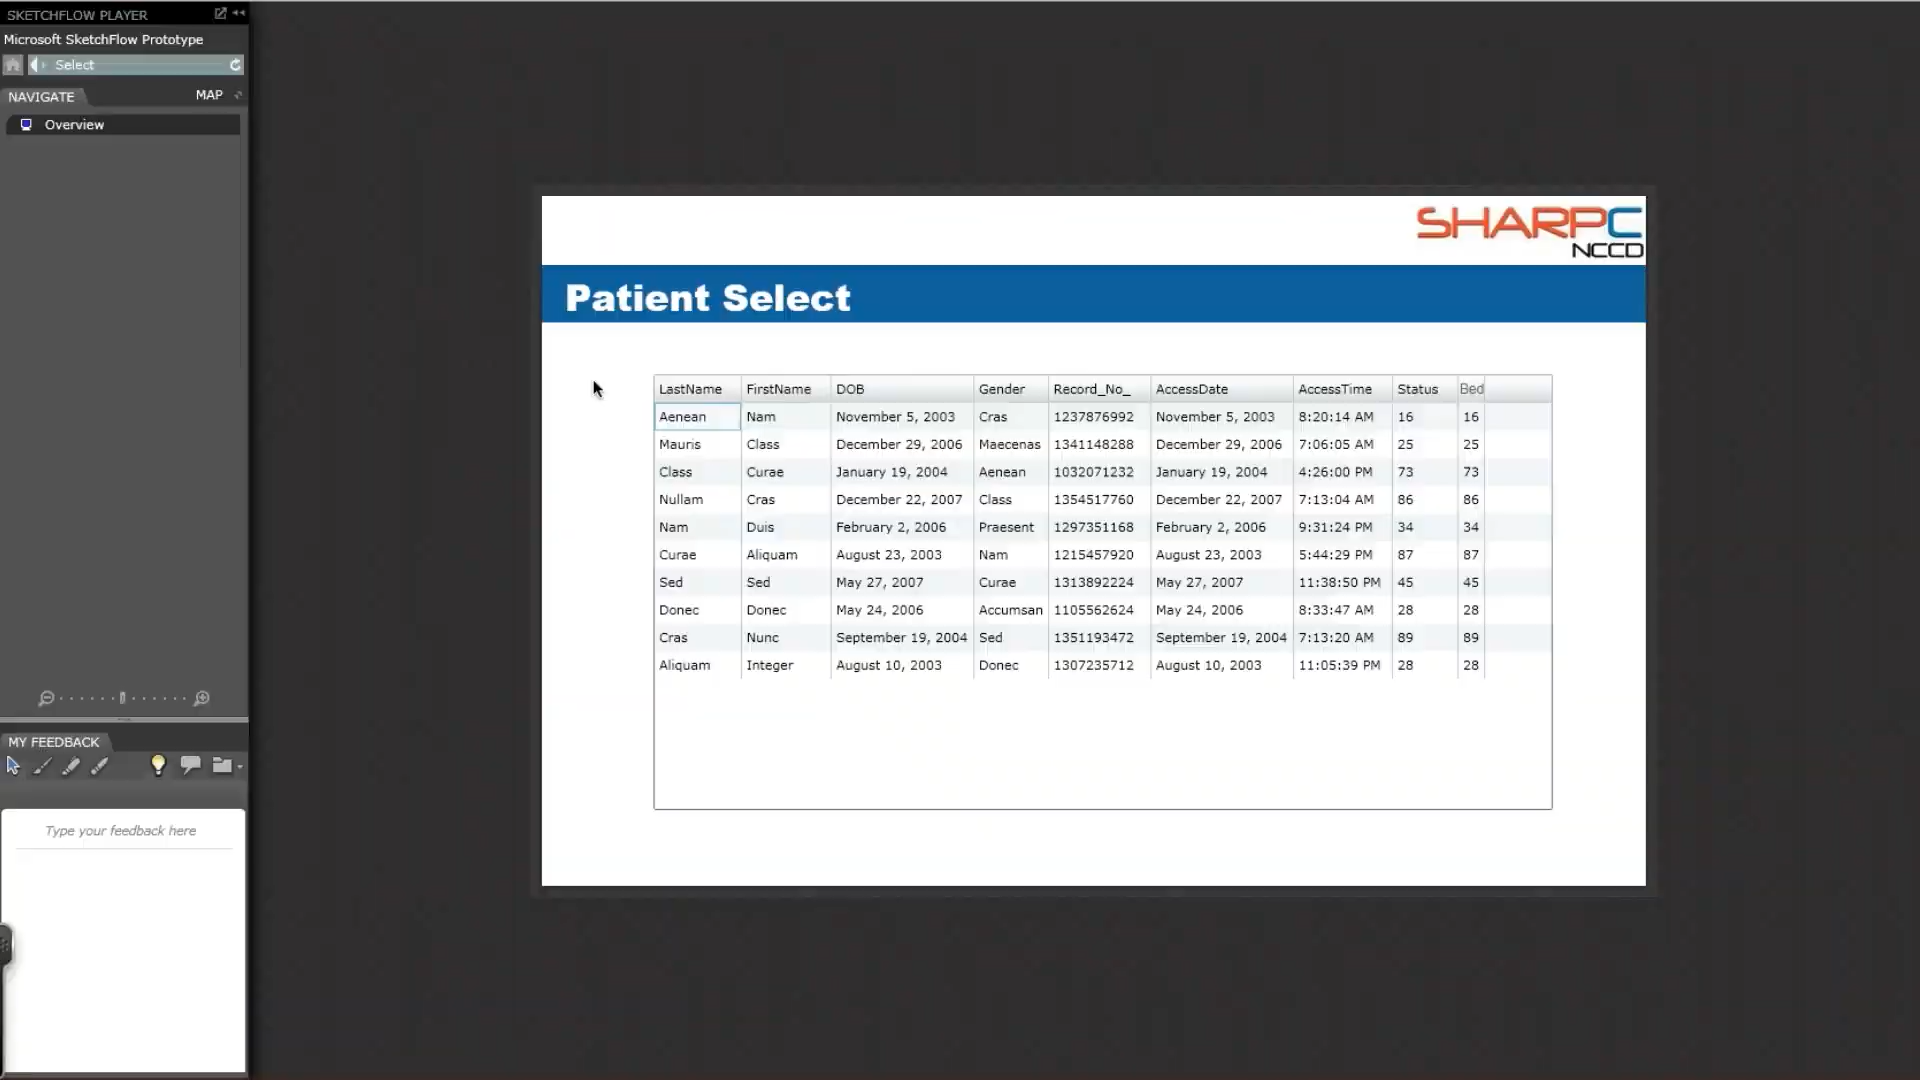 SKETCHFLOW PLAYER
Microsoft SketchFlow Prototype
Select
NAVIGATE MAP
Overview
SHARPC
NCCD
Patient Select
LastName FirstName DOB Gender Record_No_ AccessDate AccessTime Status Bed
Aenean Nam November 5, 2003 Cras 1237876992 November 5, 2003 8:20:14 AM 16 16
Mauris Class December 29, 2006 Maecenas 1341148288 December 29, 2006 7:06:05 AM 25 25
Class Curae January 19, 2004 Aenean 1032071232 January 19, 2004 4:26:00 PM 73 73
Nullam Cras December 22, 2007 Class 1354517760 December 22, 2007 7:13:04 AM 86 86
Nam Duis February 2, 2006 Praesent 1297351168 February 2, 2006 9:31:24 PM 34 34
Curae Aliquam August 23, 2003 Nam 1215457920 August 23, 2003 5:44:29 PM 87 87
Sed Sed May 27, 2007 Curae 1313892224 May 27, 2007 11:38:50 PM 45 45
Donec Donec May 24, 2006 Accumsan 1105562624 May 24, 2006 8:33:47 AM 28 28
Cras Nunc September 19, 2004 Sed 1351193472 September 19, 2004 7:13:20 AM 89 89
Aliquam Integer August 10, 2003 Donec 1307235712 August 10, 2003 11:05:39 PM 28 28
MY FEEDBACK
Type your feedback here